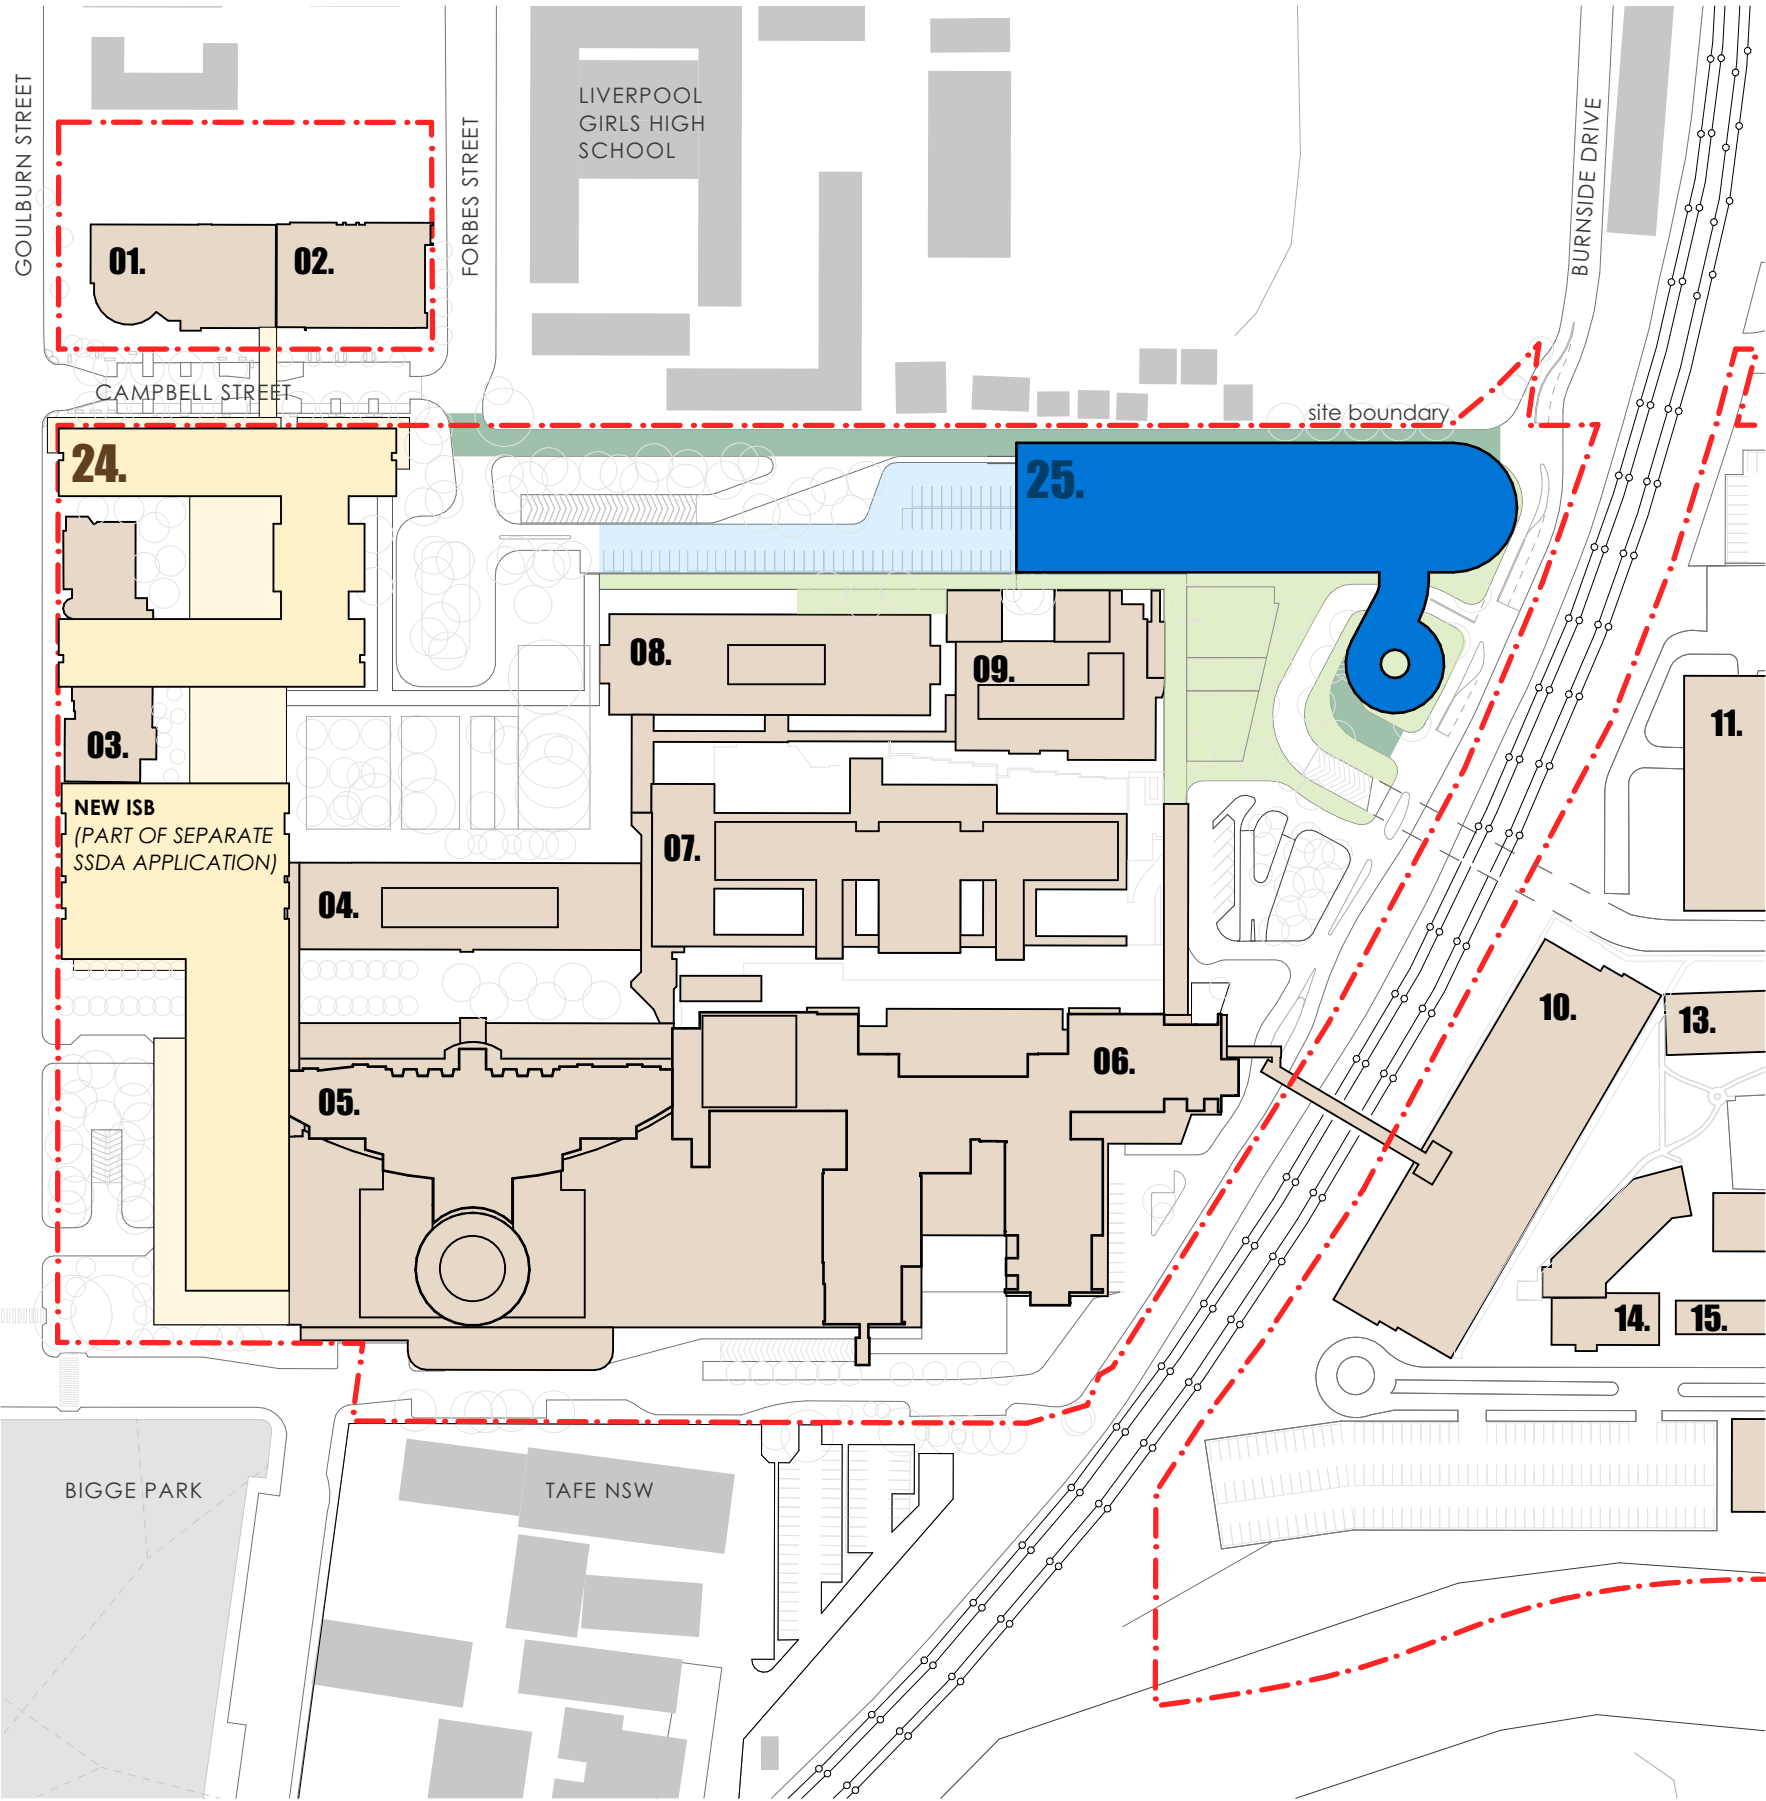 GOULBURN STREET
FORBES STREET
LIVERPOOL
GIRLS HIGH
SCHOOL
BURNSIDE DRIVE
01.
02.
CAMPBELL STREET
site boundary
24.
25.
03.
08.
09.
11.
NEW ISB
(PART OF SEPARATE
SSDA APPLICATION)
07.
04.
10.
13.
05.
06.
14.
15.
BIGGE PARK
TAFE NSW